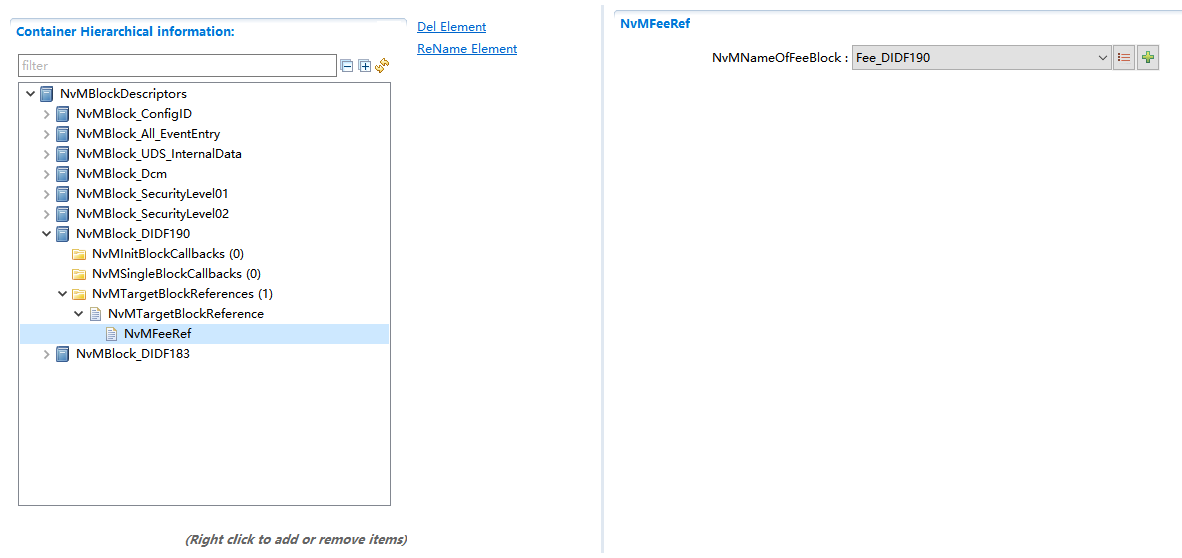 Container Hierarchical information:
Del Element
ReName Element
filter
NvMBlockDescriptors
NvMBlock_ConfigID
NvMBlock_All_EventEntry
NvMBlock_UDS_InternalData
NvMBlock_Dcm
NvMBlock_SecurityLevel01
NvMBlock_SecurityLevel02
NvMBlock_DIDF190
NvMInitBlockCallbacks (0)
NvMSingleBlockCallbacks (0)
NvMTargetBlockReferences (1)
NvMTargetBlockReference
NvMFeeRef
NvMBlock_DIDF183
(Right click to add or remove items)
NvMFeeRef
NvMNameOfFeeBlock : Fee_DIDF190